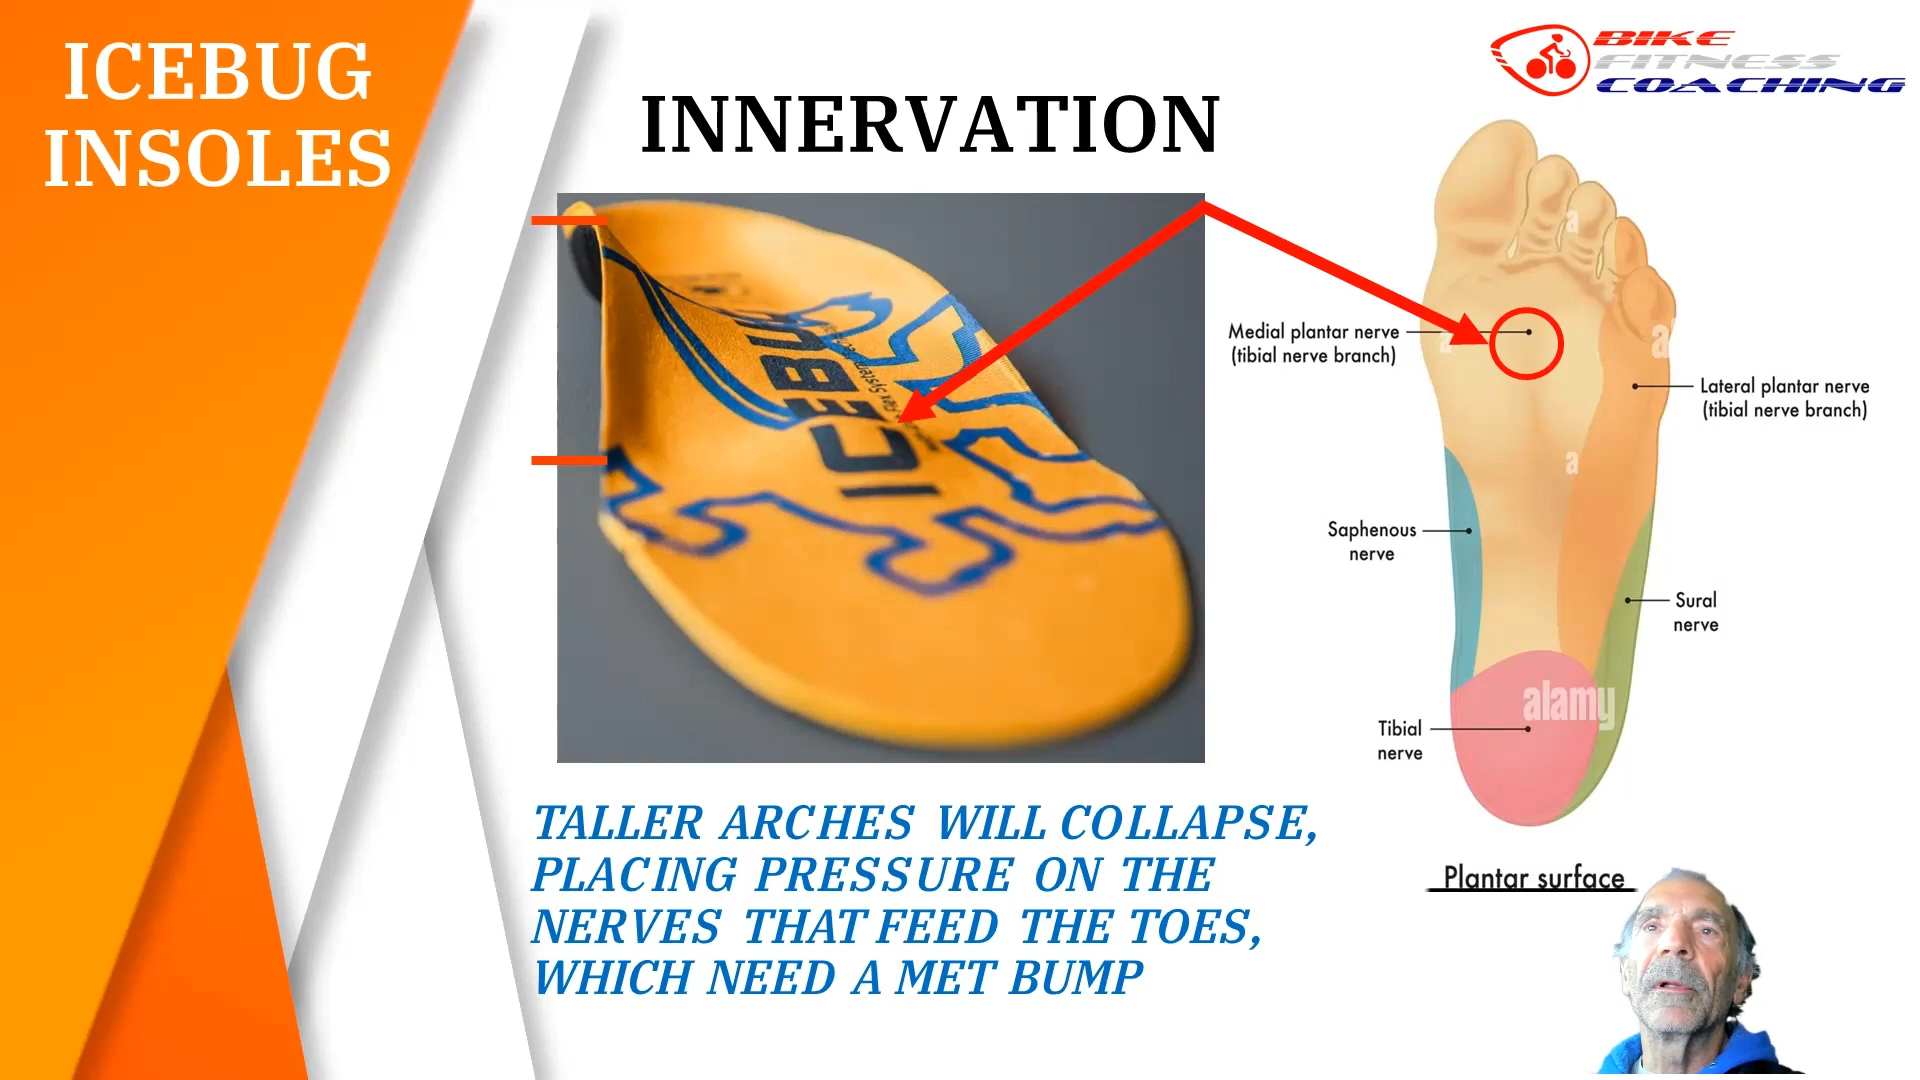 ICEBUG
INSOLES
INNERVATION
BIKE
FITNESS
COACHING
ICEBUG
Medial plantar nerve
(tibial nerve branch)
Lateral plantar nerve
(tibial nerve branch)
Saphenous
nerve
Sural
nerve
Tibial
nerve
a
a
a
a
alamy
Plantar surface
TALLER ARCHES WILL COLLAPSE,
PLACING PRESSURE ON THE
NERVES THAT FEED THE TOES,
WHICH NEED A MET BUMP